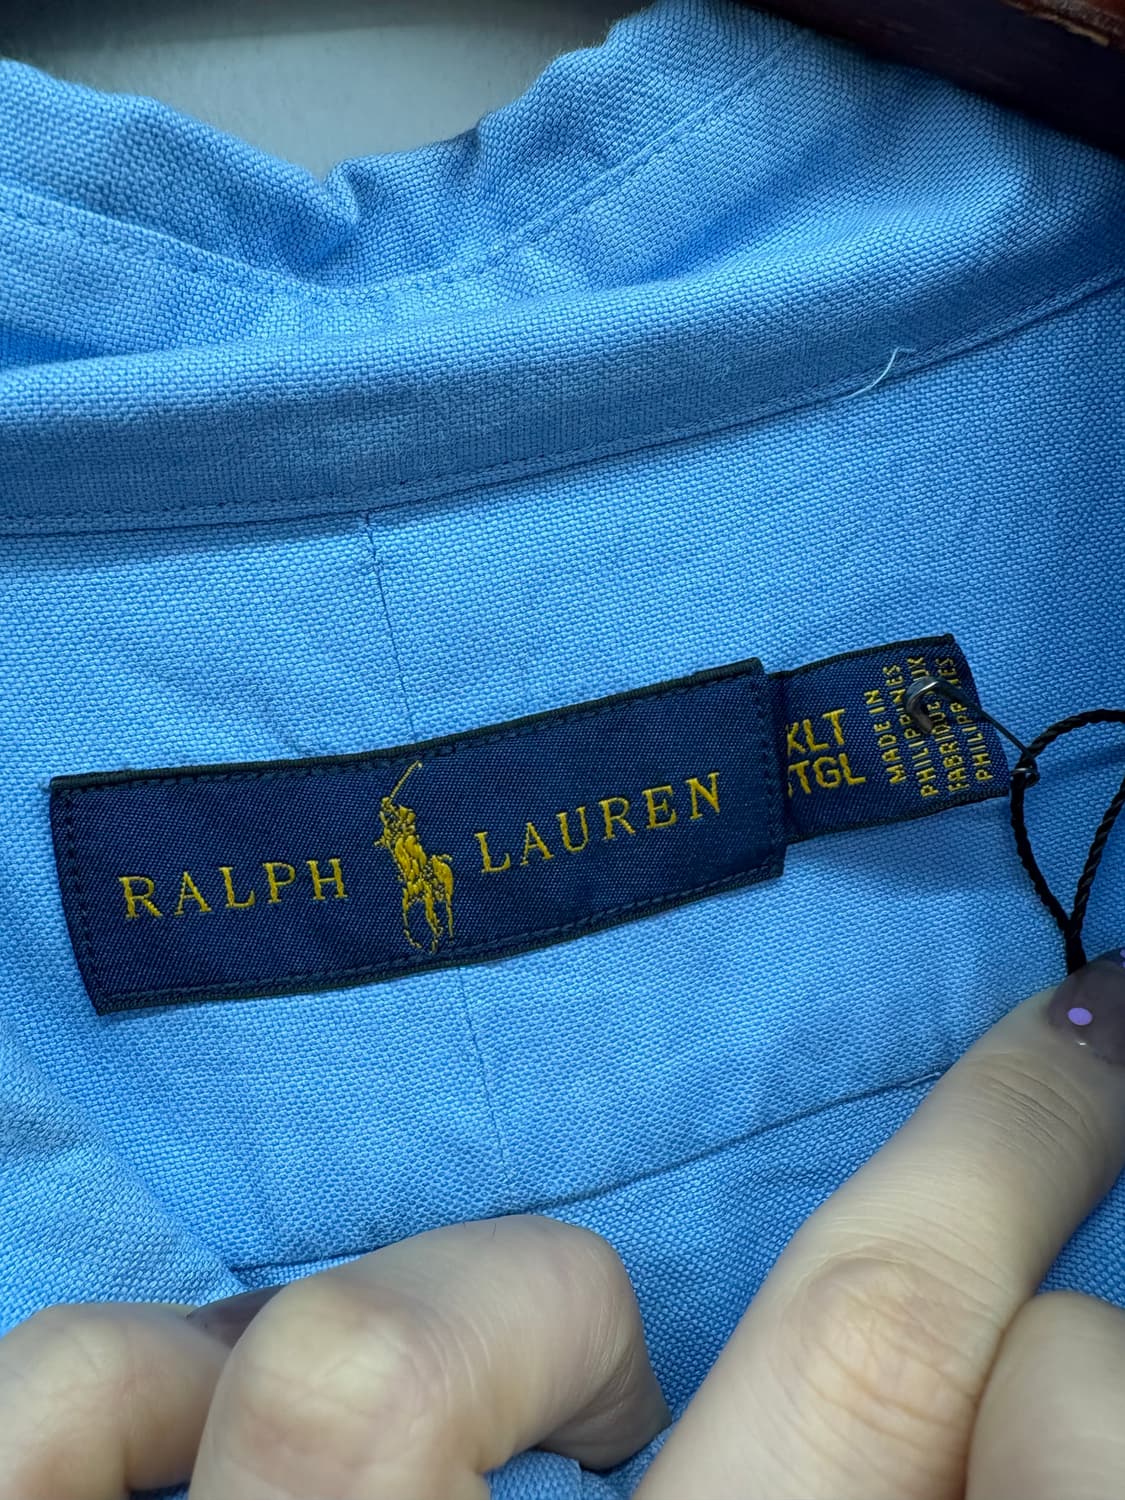 RALPH LAUREN
XLT
TGL
MADE IN
PHILIPPINES
FABRIQUE AUX
PHILIPPINES